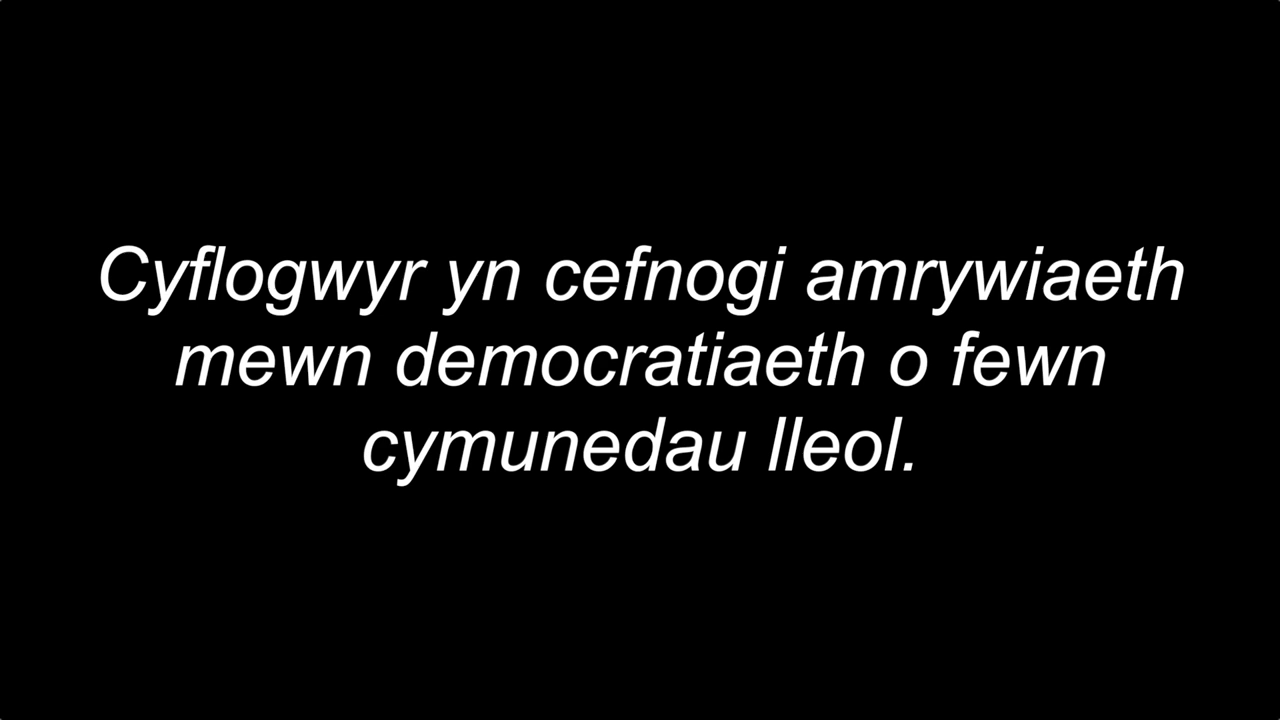 Cyflogwyr yn cefnogi amrywiaeth
mewn democratiaeth o fewn
cymunedau lleol.